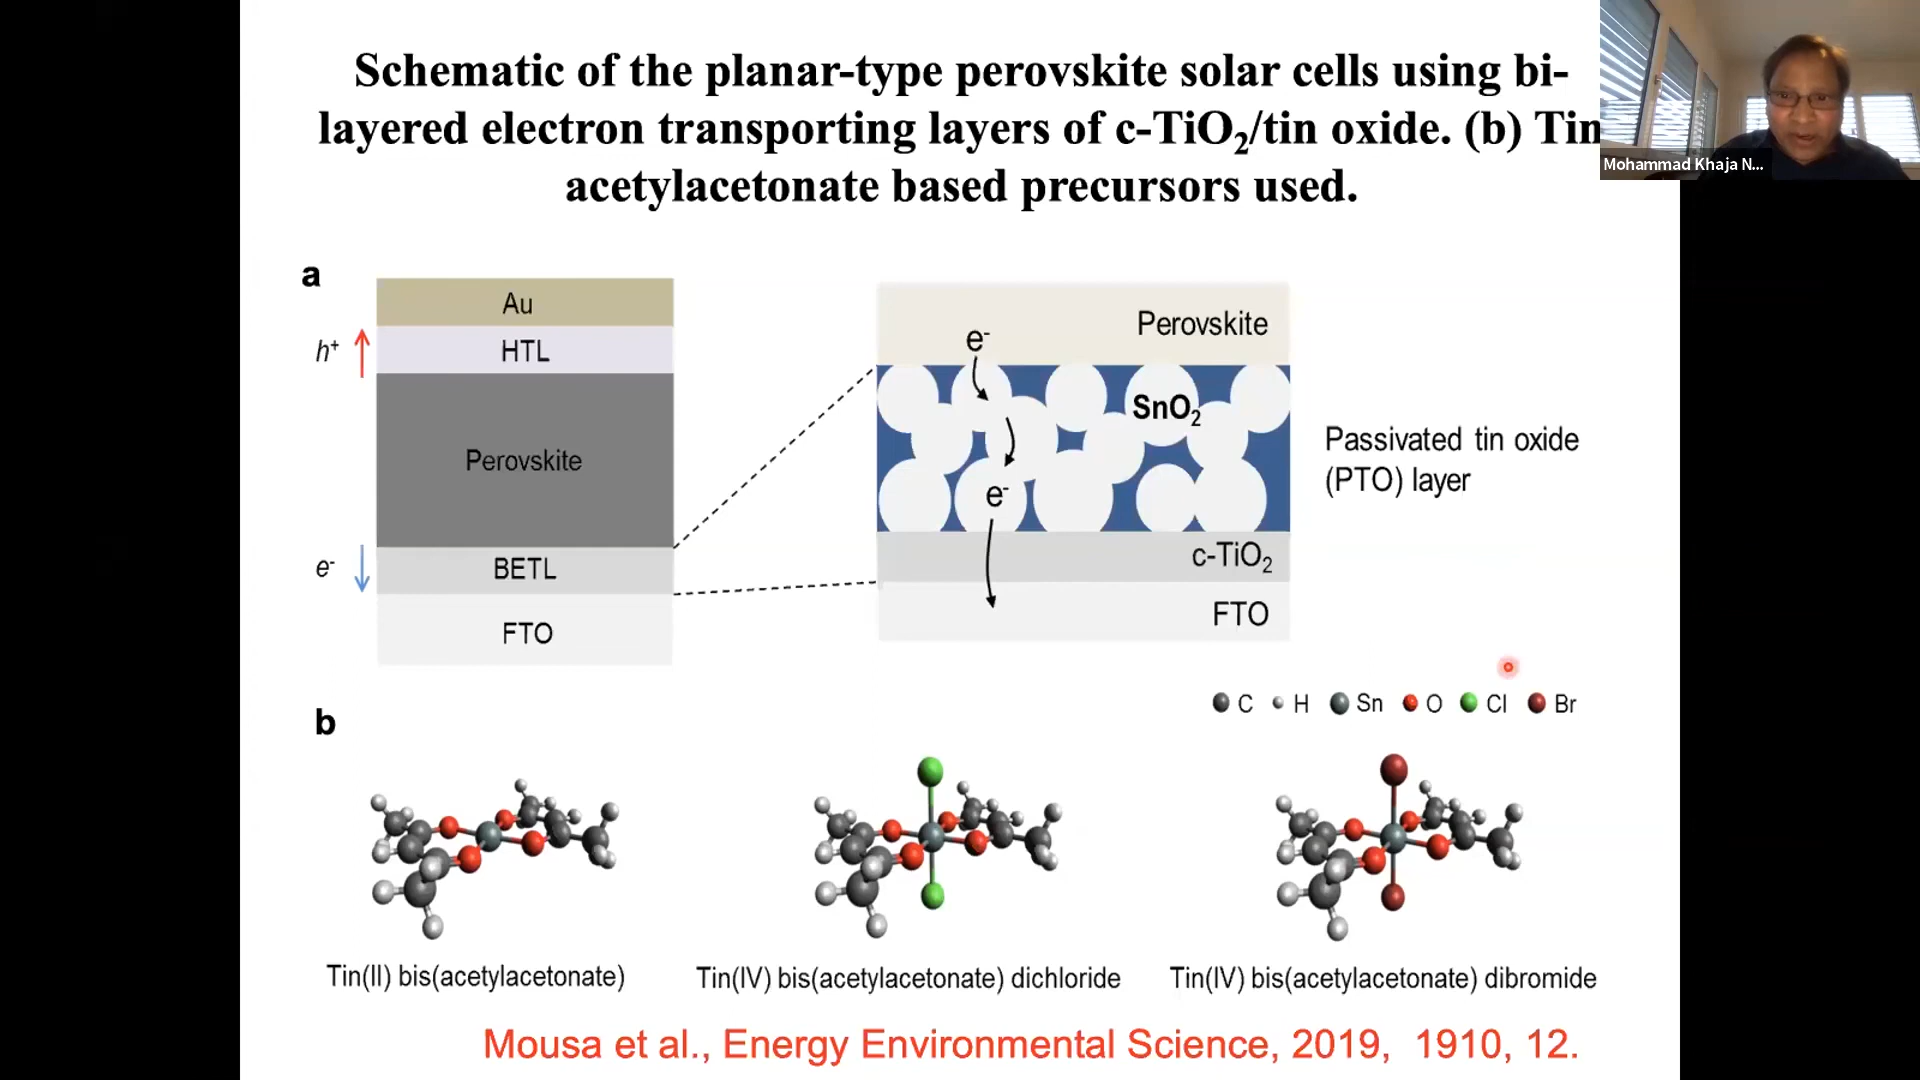 Schematic of the planar-type perovskite solar cells using bi-
layered electron transporting layers of c-TiO2/tin oxide. (b) Tin
acetylacetonate based precursors used.
Mohammad Khaja N...
a
Au
h+
HTL
Perovskite
e-
BETL
FTO
Perovskite
e-
SnO2
e-
c-TiO2
FTO
Passivated tin oxide
(PTO) layer
C H Sn O Cl Br
b
Tin(II) bis(acetylacetonate)
Tin(IV) bis(acetylacetonate) dichloride
Tin(IV) bis(acetylacetonate) dibromide
Mousa et al., Energy Environmental Science, 2019, 1910, 12.